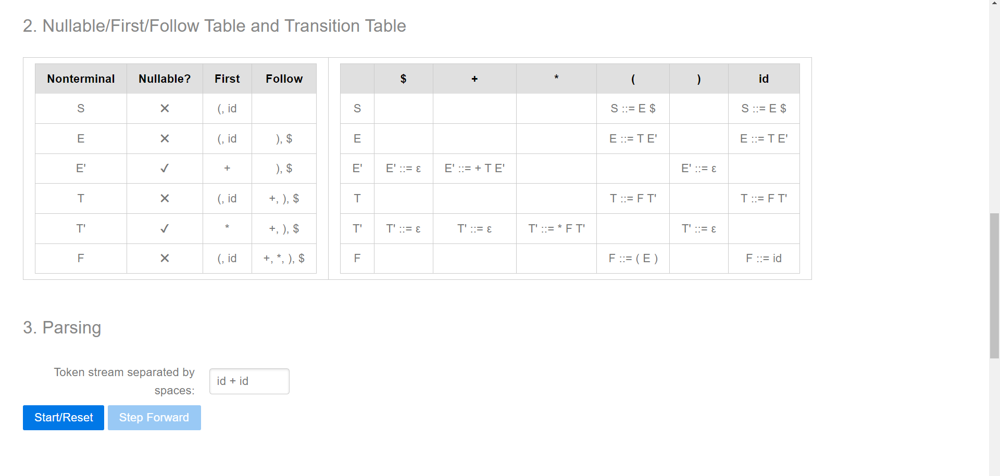 2. Nullable/First/Follow Table and Transition Table
Nonterminal Nullable? First Follow
S ✕ (, id
E ✕ (, id ), $
E' ✓ + ), $
T ✕ (, id +, ), $
T' ✓ * +, ), $
F ✕ (, id +, *, ), $
$ + * ( ) id
S S ::= E $ S ::= E $
E E ::= T E' E ::= T E'
E' E' ::= ε E' ::= + T E' E' ::= ε
T T ::= F T' T ::= F T'
T' T' ::= ε T' ::= ε T' ::= * F T' T' ::= ε
F F ::= ( E ) F ::= id
3. Parsing
Token stream separated by
spaces:
id + id
Start/Reset Step Forward